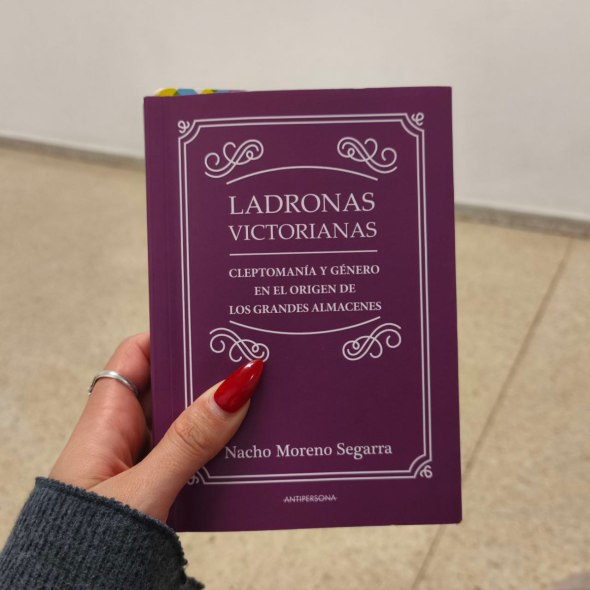 LADRONAS
VICTORIANAS
CLEPTOMANÍA Y GÉNERO
EN EL ORIGEN DE
LOS GRANDES ALMACENES
Nacho Moreno Segarra
ANTIPERSONA